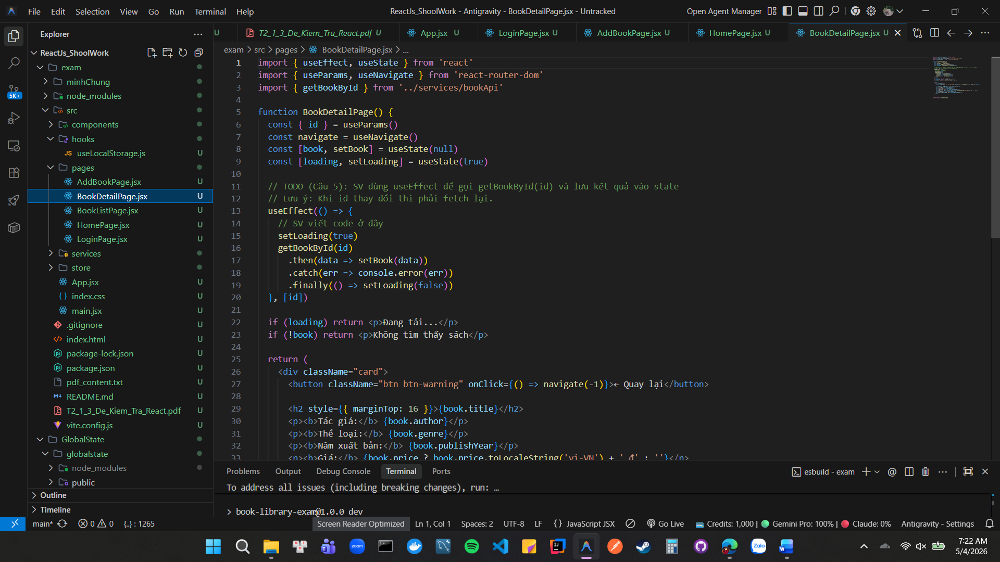 File Edit Selection View Go Run Terminal Help
ReactJs_ShoolWork - Antigravity - BookDetailPage.jsx - Untracked
Open Agent Manager
Explorer
U
T2_1_3_De_Kiem_Tra_React.pdf U
App.jsx U
LoginPage.jsx U
AddBookPage.jsx U
HomePage.jsx U
BookDetailPage.jsx U
exam > src > pages > BookDetailPage.jsx > ...
ReactJs_ShoolWork
exam
minhChung
node_modules
src
components
hooks
JS useLocalStorage.js U
pages
AddBookPage.jsx U
BookDetailPage.jsx U
BookListPage.jsx U
HomePage.jsx U
LoginPage.jsx U
services
store
App.jsx U
index.css U
main.jsx U
.gitignore U
index.html U
package-lock.json U
package.json U
pdf_content.txt U
README.md U
T2_1_3_De_Kiem_Tra_React.pdf U
vite.config.js U
GlobalState
globalstate
node_modules
public
Outline
Timeline
5K+
1 import { useEffect, useState } from 'react'
2 import { useParams, useNavigate } from 'react-router-dom'
3 import { getBookById } from '../services/bookApi'
4
5 function BookDetailPage() {
6 const { id } = useParams()
7 const navigate = useNavigate()
8 const [book, setBook] = useState(null)
9 const [loading, setLoading] = useState(true)
10
11 // TODO (Câu 5): SV dùng useEffect để gọi getBookById(id) và lưu kết quả vào state
12 // Lưu ý: Khi id thay đổi thì phải fetch lại.
13 useEffect(() => {
14 // SV viết code ở đây
15 setLoading(true)
16 getBookById(id)
17 .then(data => setBook(data))
18 .catch(err => console.error(err))
19 .finally(() => setLoading(false))
20 }, [id])
21
22 if (loading) return <p>Đang tải...</p>
23 if (!book) return <p>Không tìm thấy sách</p>
24
25 return (
26 <div className="card">
27 <button className="btn btn-warning" onClick={() => navigate(-1)}>← Quay lại</button>
28
29 <h2 style={{ marginTop: 16 }}>{book.title}</h2>
30 <p><b>Tác giả:</b> {book.author}</p>
31 <p><b>Thể loại:</b> {book.genre}</p>
32 <p><b>Năm xuất bản:</b> {book.publishYear}</p>
33 <p><b>Giá:</b> {book.price ? book.price.toLocaleString('vi-VN') + ' đ' : ''}</p>
Problems Output Debug Console Terminal Ports
esbuild - exam
To address all issues (including breaking changes), run: …
> book-library-exam@1.0.0 dev
main* 0 0 {..} : 1265
Screen Reader Optimized Ln 1, Col 1 Spaces: 2 UTF-8 LF {} JavaScript JSX Go Live Credits: 1,000 | Gemini Pro: 100% | Claude: 0% Antigravity - Settings
zoom
Zalo
7:22 AM
5/4/2026